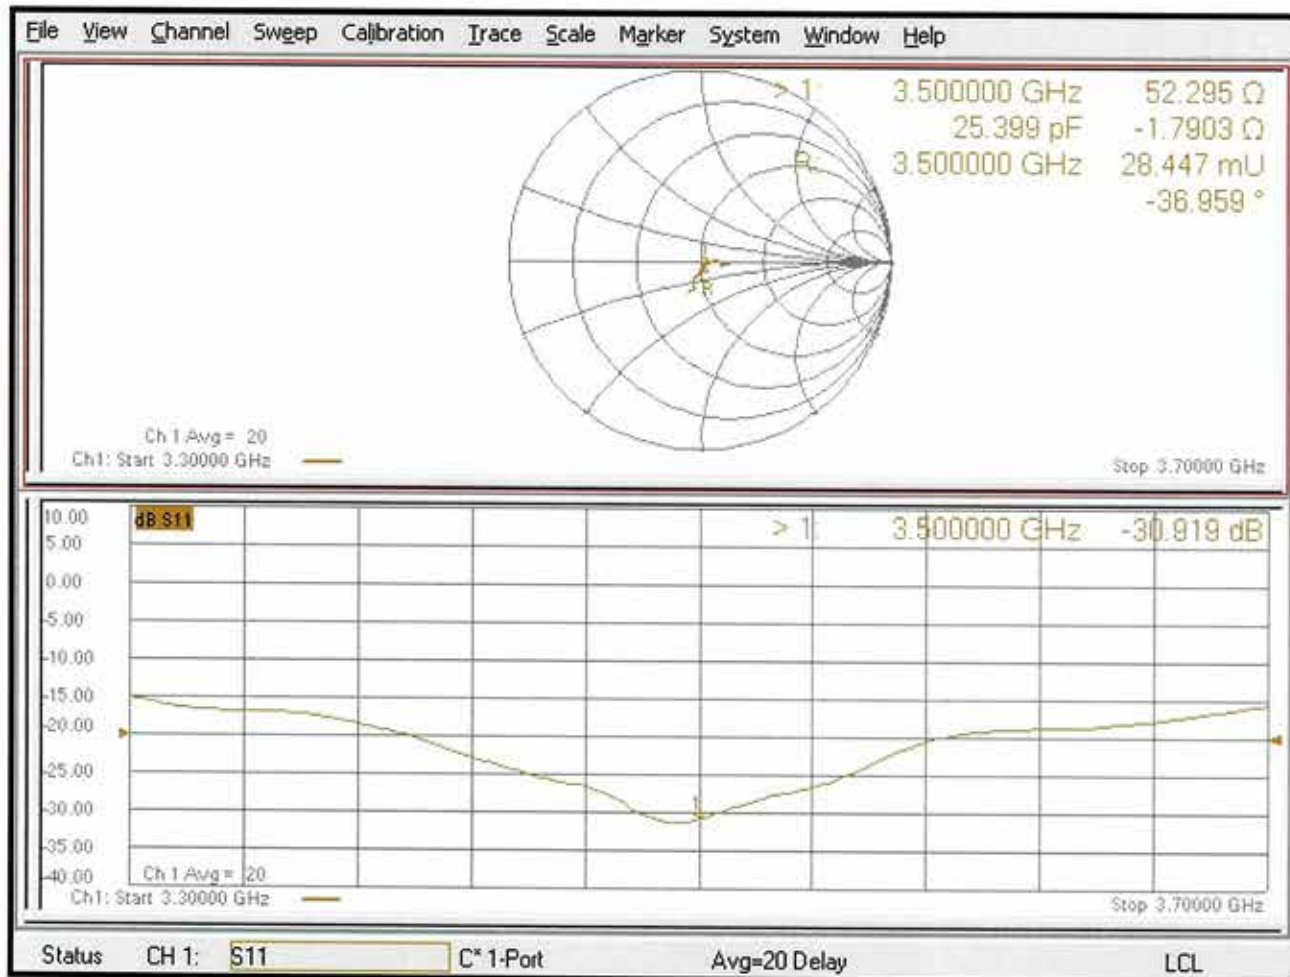 File View Channel Sweep Calibration Trace Scale Marker System Window Help
> 1: 3.500000 GHz 52.295 Ω
25.399 pF -1.7903 Ω
3.500000 GHz 28.447 mU
-36.959 °
Ch 1 Avg = 20
Ch1: Start 3.30000 GHz Stop 3.70000 GHz
10.00 dB S11 > 1: 3.500000 GHz -30.919 dB
5.00
0.00
-5.00
-10.00
-15.00
-20.00
-25.00
-30.00
-35.00
-40.00 Ch 1 Avg = 20
Ch1: Start 3.30000 GHz Stop 3.70000 GHz
Status CH 1: S11 C* 1-Port Avg=20 Delay LCL